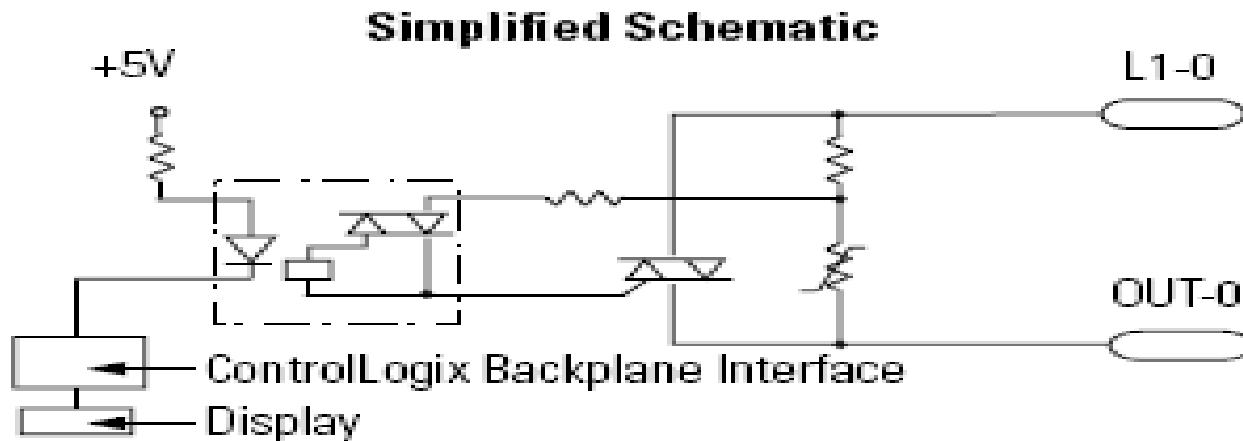 Simplified Schematic
+5V
L1-0
OUT-0
ControlLogix Backplane Interface
Display